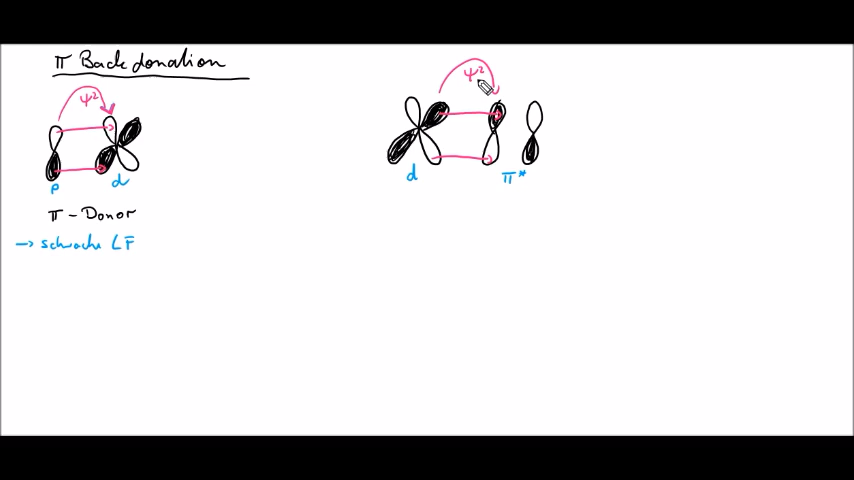 π Backdonation
ψ²
p d
π-Donor
→ schwache LF
ψ²
d π*